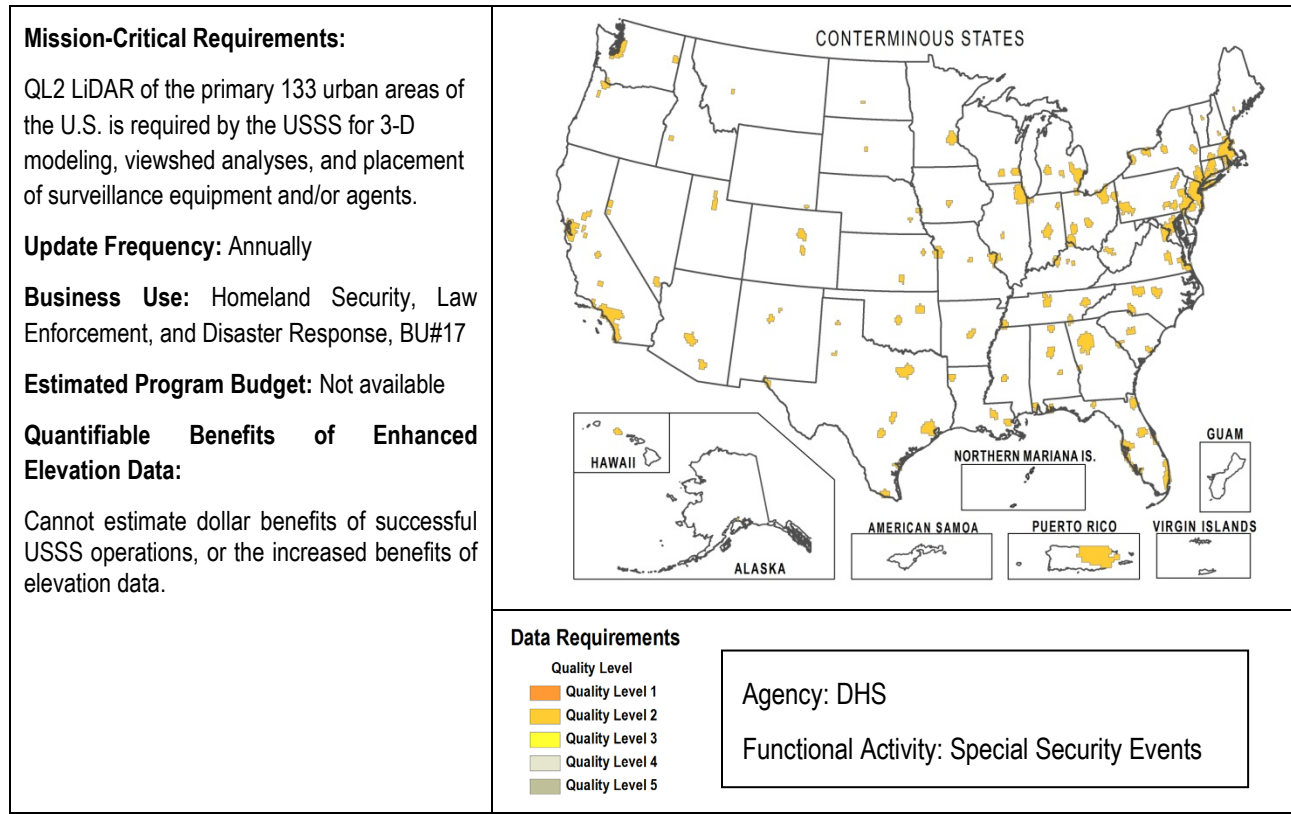 Mission-Critical Requirements:
QL2 LiDAR of the primary 133 urban areas of
the U.S. is required by the USSS for 3-D
modeling, viewshed analyses, and placement
of surveillance equipment and/or agents.
Update Frequency: Annually
Business Use: Homeland Security, Law
Enforcement, and Disaster Response, BU#17
Estimated Program Budget: Not available
Quantifiable Benefits of Enhanced
Elevation Data:
Cannot estimate dollar benefits of successful
USSS operations, or the increased benefits of
elevation data.
CONTERMINOUS STATES
HAWAII
ALASKA
NORTHERN MARIANA IS.
GUAM
AMERICAN SAMOA
PUERTO RICO
VIRGIN ISLANDS
Data Requirements
Quality Level
Quality Level 1
Quality Level 2
Quality Level 3
Quality Level 4
Quality Level 5
Agency: DHS
Functional Activity: Special Security Events